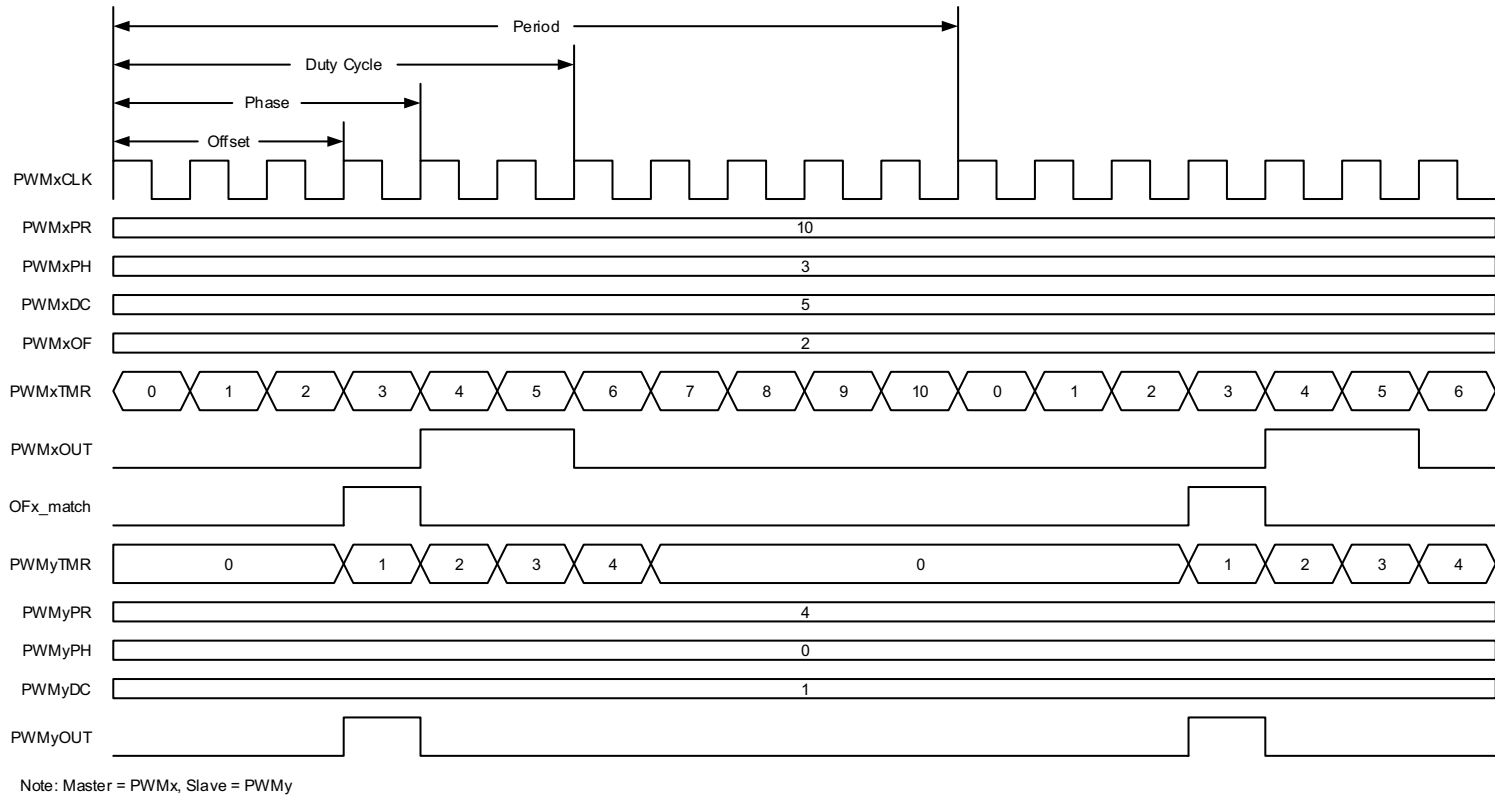 Period
Duty Cycle
Phase
Offset
PWMxCLK
PWMxPR 10
PWMxPH 3
PWMxDC 5
PWMxOF 2
PWMxTMR 0 1 2 3 4 5 6 7 8 9 10 0 1 2 3 4 5 6
PWMxOUT
OFx_match
PWMyTMR 0 1 2 3 4 0 1 2 3 4
PWMyPR 4
PWMyPH 0
PWMyDC 1
PWMyOUT
Note: Master = PWMx, Slave = PWMy